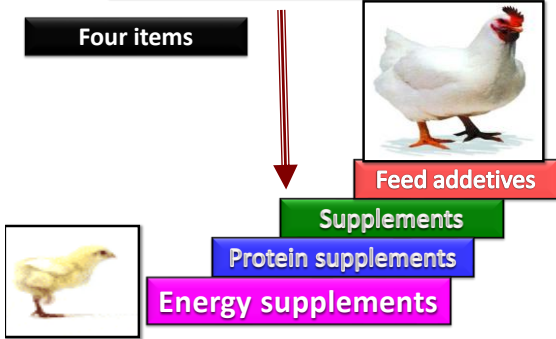 Four items
Feed addetives
Supplements
Protein supplements
Energy supplements